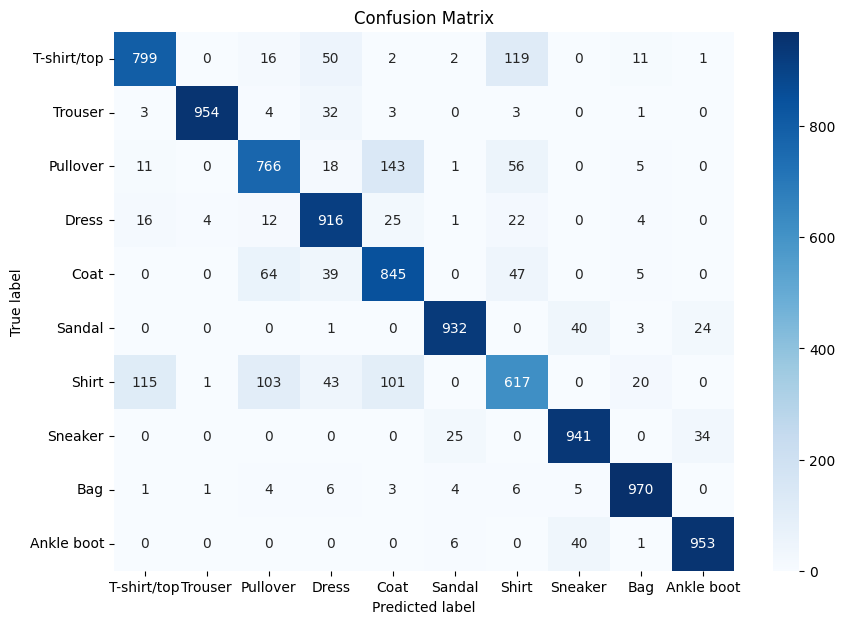 Confusion Matrix
T-shirt/top 799 0 16 50 2 2 119 0 11 1
Trouser 3 954 4 32 3 0 3 0 1 0
Pullover 11 0 766 18 143 1 56 0 5 0
Dress 16 4 12 916 25 1 22 0 4 0
Coat 0 0 64 39 845 0 47 0 5 0
Sandal 0 0 0 1 0 932 0 40 3 24
Shirt 115 1 103 43 101 0 617 0 20 0
Sneaker 0 0 0 0 0 25 0 941 0 34
Bag 1 1 4 6 3 4 6 5 970 0
Ankle boot 0 0 0 0 0 6 0 40 1 953
T-shirt/top Trouser Pullover Dress Coat Sandal Shirt Sneaker Bag Ankle boot
Predicted label
True label
800
600
400
200
0